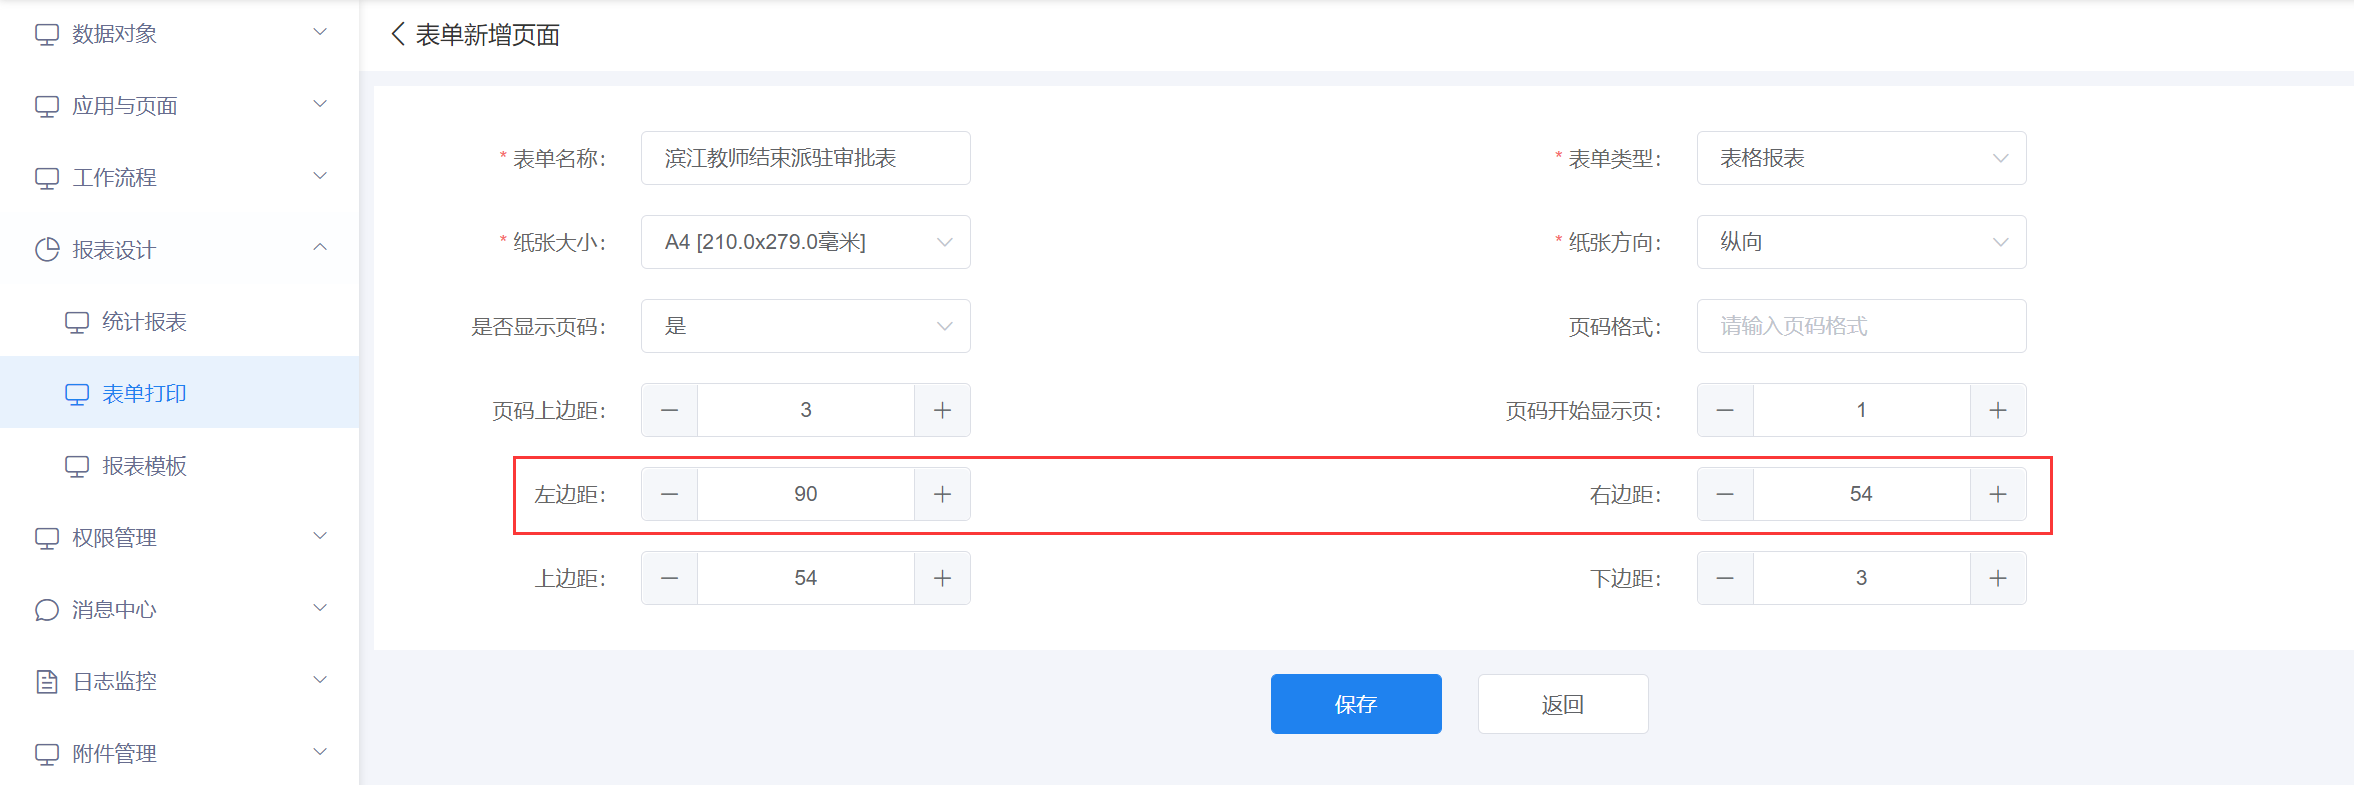 数据对象
应用与页面
工作流程
报表设计
统计报表
表单打印
报表模板
权限管理
消息中心
日志监控
附件管理
表单新增页面
* 表单名称： 滨江教师结束派驻审批表 * 表单类型： 表格报表
* 纸张大小： A4 [210.0x279.0毫米] * 纸张方向： 纵向
是否显示页码： 是 页码格式： 请输入页码格式
页码上边距： 3 页码开始显示页： 1
左边距： 90 右边距： 54
上边距： 54 下边距： 3
保存 返回